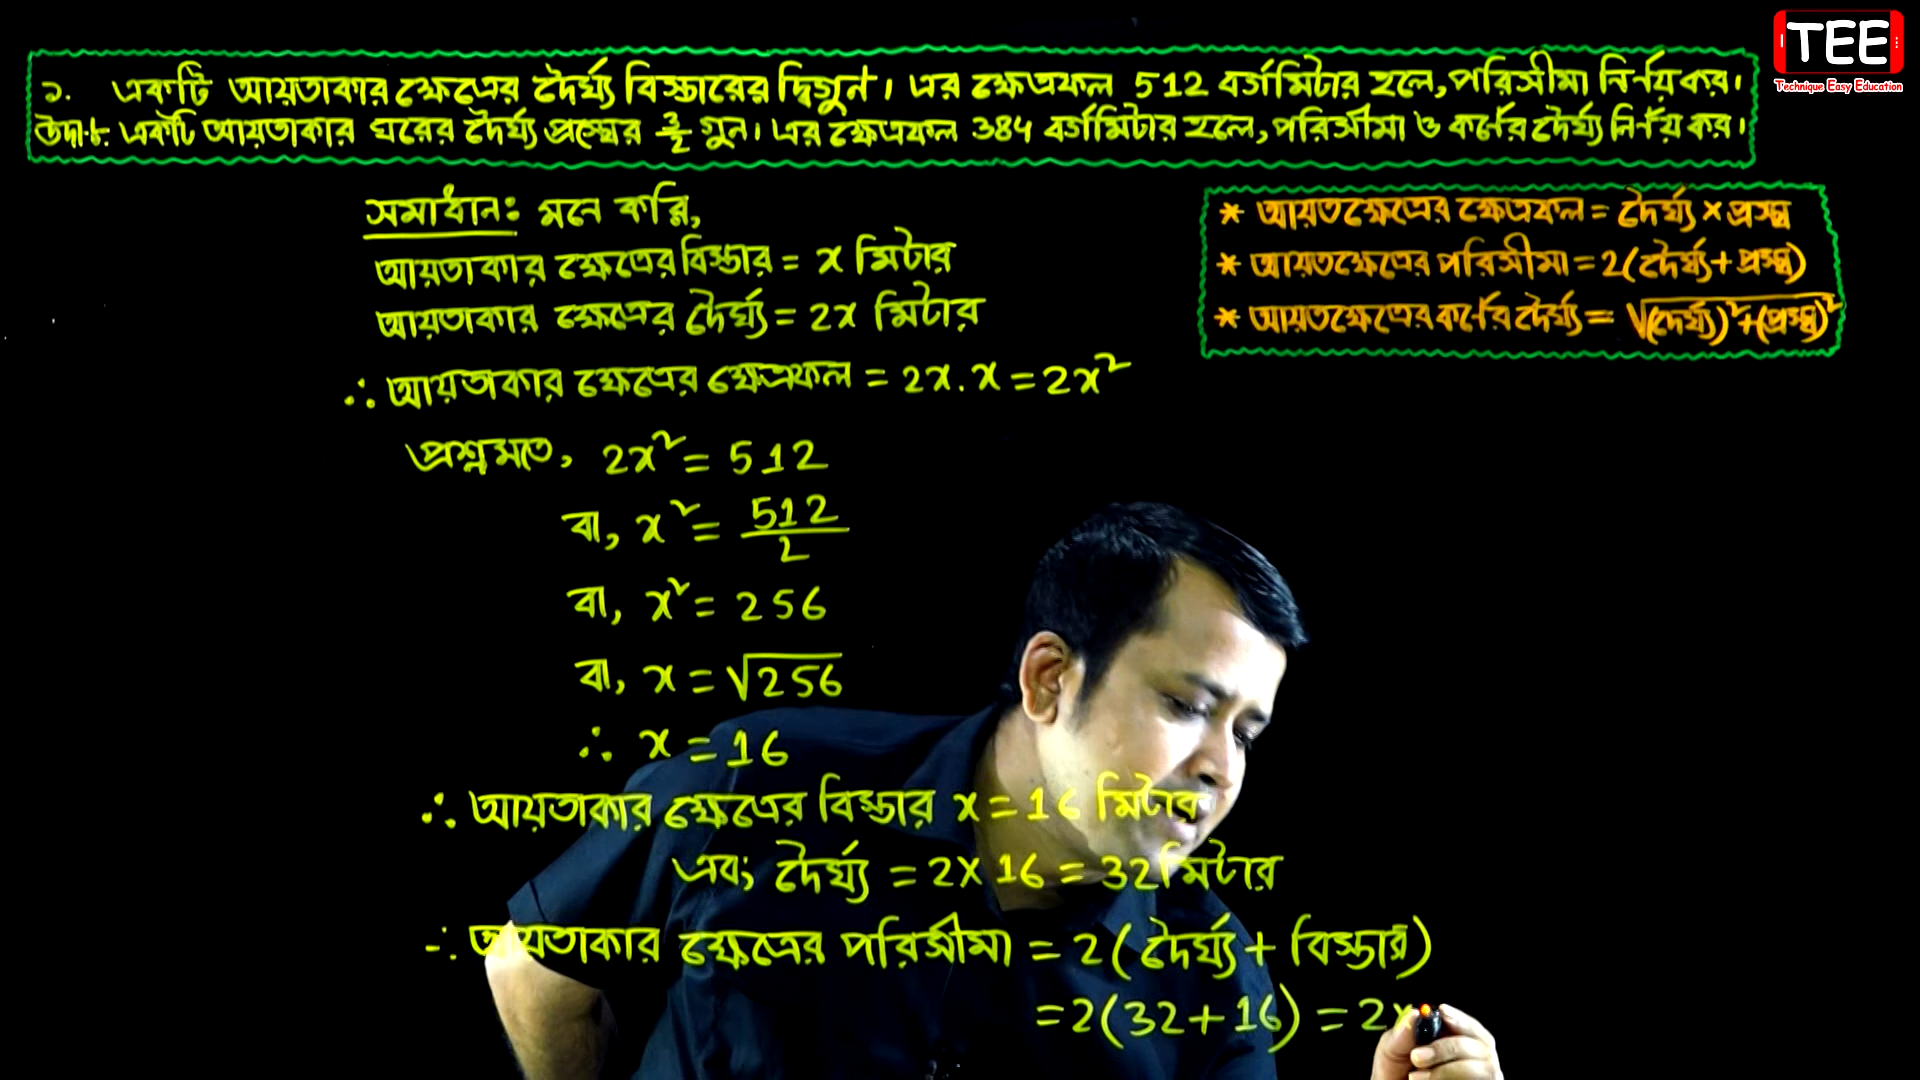 TEE
Technique Easy Education
১. একটি আয়তাকার ক্ষেত্রের দৈর্ঘ্য বিস্তারের দ্বিগুন। এর ক্ষেত্রফল 512 বর্গমিটার হলে, পরিসীমা নির্ণয় কর।
উদা.৮. একটি আয়তাকার ঘরের দৈর্ঘ্য প্রস্থের 3/2 গুন। এর ক্ষেত্রফল 384 বর্গমিটার হলে, পরিসীমা ও কর্ণের দৈর্ঘ্য নির্ণয় কর।
* আয়তক্ষেত্রের ক্ষেত্রফল = দৈর্ঘ্য × প্রস্থ
* আয়তক্ষেত্রের পরিসীমা = 2(দৈর্ঘ্য + প্রস্থ)
* আয়তক্ষেত্রের কর্ণের দৈর্ঘ্য = √(দৈর্ঘ্য)² + (প্রস্থ)²
সমাধান: মনে করি,
আয়তাকার ক্ষেত্রের বিস্তার = x মিটার
আয়তাকার ক্ষেত্রের দৈর্ঘ্য = 2x মিটার
∴ আয়তাকার ক্ষেত্রের ক্ষেত্রফল = 2x.x = 2x²
প্রশ্নমতে, 2x² = 512
বা, x² = 512/2
বা, x² = 256
বা, x = √256
∴ x = 16
∴ আয়তাকার ক্ষেত্রের বিস্তার x = 16 মিটার
এবং দৈর্ঘ্য = 2×16 = 32 মিটার
∴ আয়তাকার ক্ষেত্রের পরিসীমা = 2(দৈর্ঘ্য + বিস্তার)
= 2(32+16) = 2×